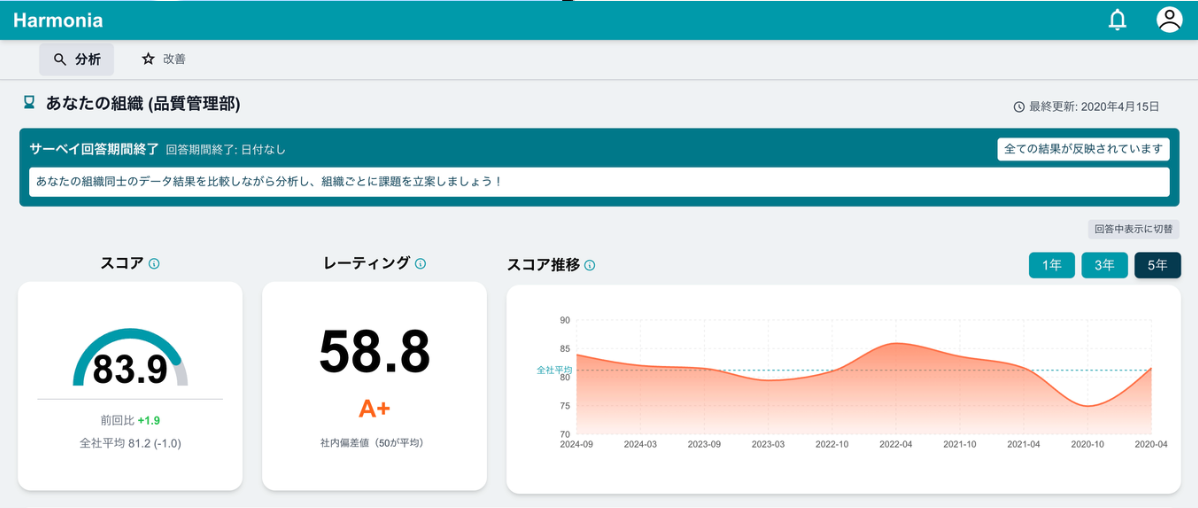 Harmonia
分析
改善
あなたの組織 (品質管理部)
最終更新: 2020年4月15日
サーベイ回答期間終了 回答期間終了: 日付なし
全ての結果が反映されています
あなたの組織同士のデータ結果を比較しながら分析し、組織ごとに課題を立案しましょう！
回答中表示に切替
スコア
83.9
前回比 +1.9
全社平均 81.2 (-1.0)
レーティング
58.8
A+
社内偏差値（50が平均）
スコア推移
1年
3年
5年
90
85
全社平均
80
75
70
2024-09 2024-03 2023-09 2023-03 2022-10 2022-04 2021-10 2021-04 2020-10 2020-04